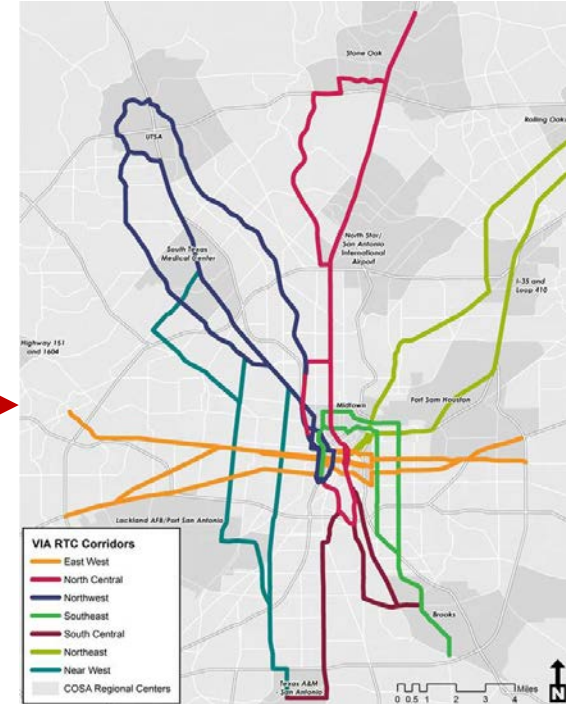 Stone Oak
Rolling Oaks
UTSA
North Star/
San Antonio
International
Airport
South Texas
Medical Center
I-35 and
Loop 410
Highway 151
and 1604
Midtown
Fort Sam Houston
Lackland AFB/Port San Antonio
Brooks
Texas A&M
- San Antonio
VIA RTC Corridors
East West
North Central
Northwest
Southeast
South Central
Northeast
Near West
COSA Regional Centers
Miles
0 0.5 1 2 3 4
N